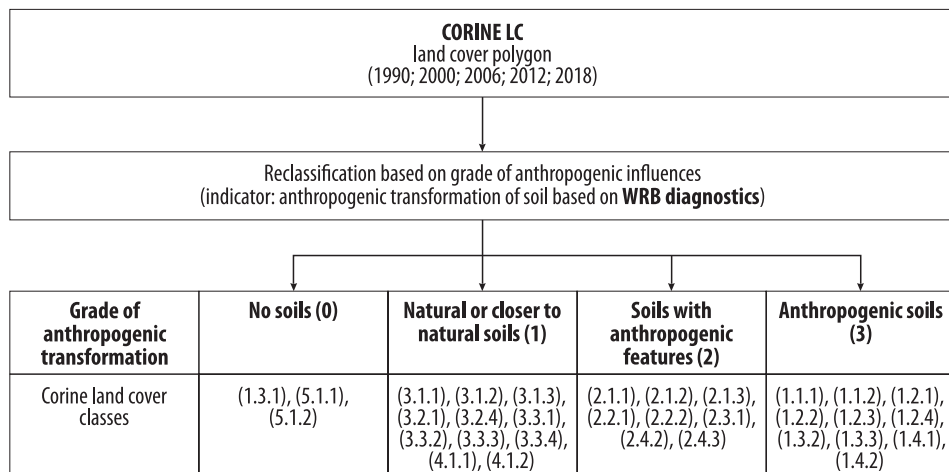 CORINE LC
land cover polygon
(1990; 2000; 2006; 2012; 2018)
Reclassification based on grade of anthropogenic influences
(indicator: anthropogenic transformation of soil based on WRB diagnostics)
Grade of
anthropogenic
transformation
No soils (0)
Natural or closer to
natural soils (1)
Soils with
anthropogenic
features (2)
Anthropogenic soils
(3)
Corine land cover
classes
(1.3.1), (5.1.1),
(5.1.2)
(3.1.1), (3.1.2), (3.1.3),
(3.2.1), (3.2.4), (3.3.1),
(3.3.2), (3.3.3), (3.3.4),
(4.1.1), (4.1.2)
(2.1.1), (2.1.2), (2.1.3),
(2.2.1), (2.2.2), (2.3.1),
(2.4.2), (2.4.3)
(1.1.1), (1.1.2), (1.2.1),
(1.2.2), (1.2.3), (1.2.4),
(1.3.2), (1.3.3), (1.4.1),
(1.4.2)